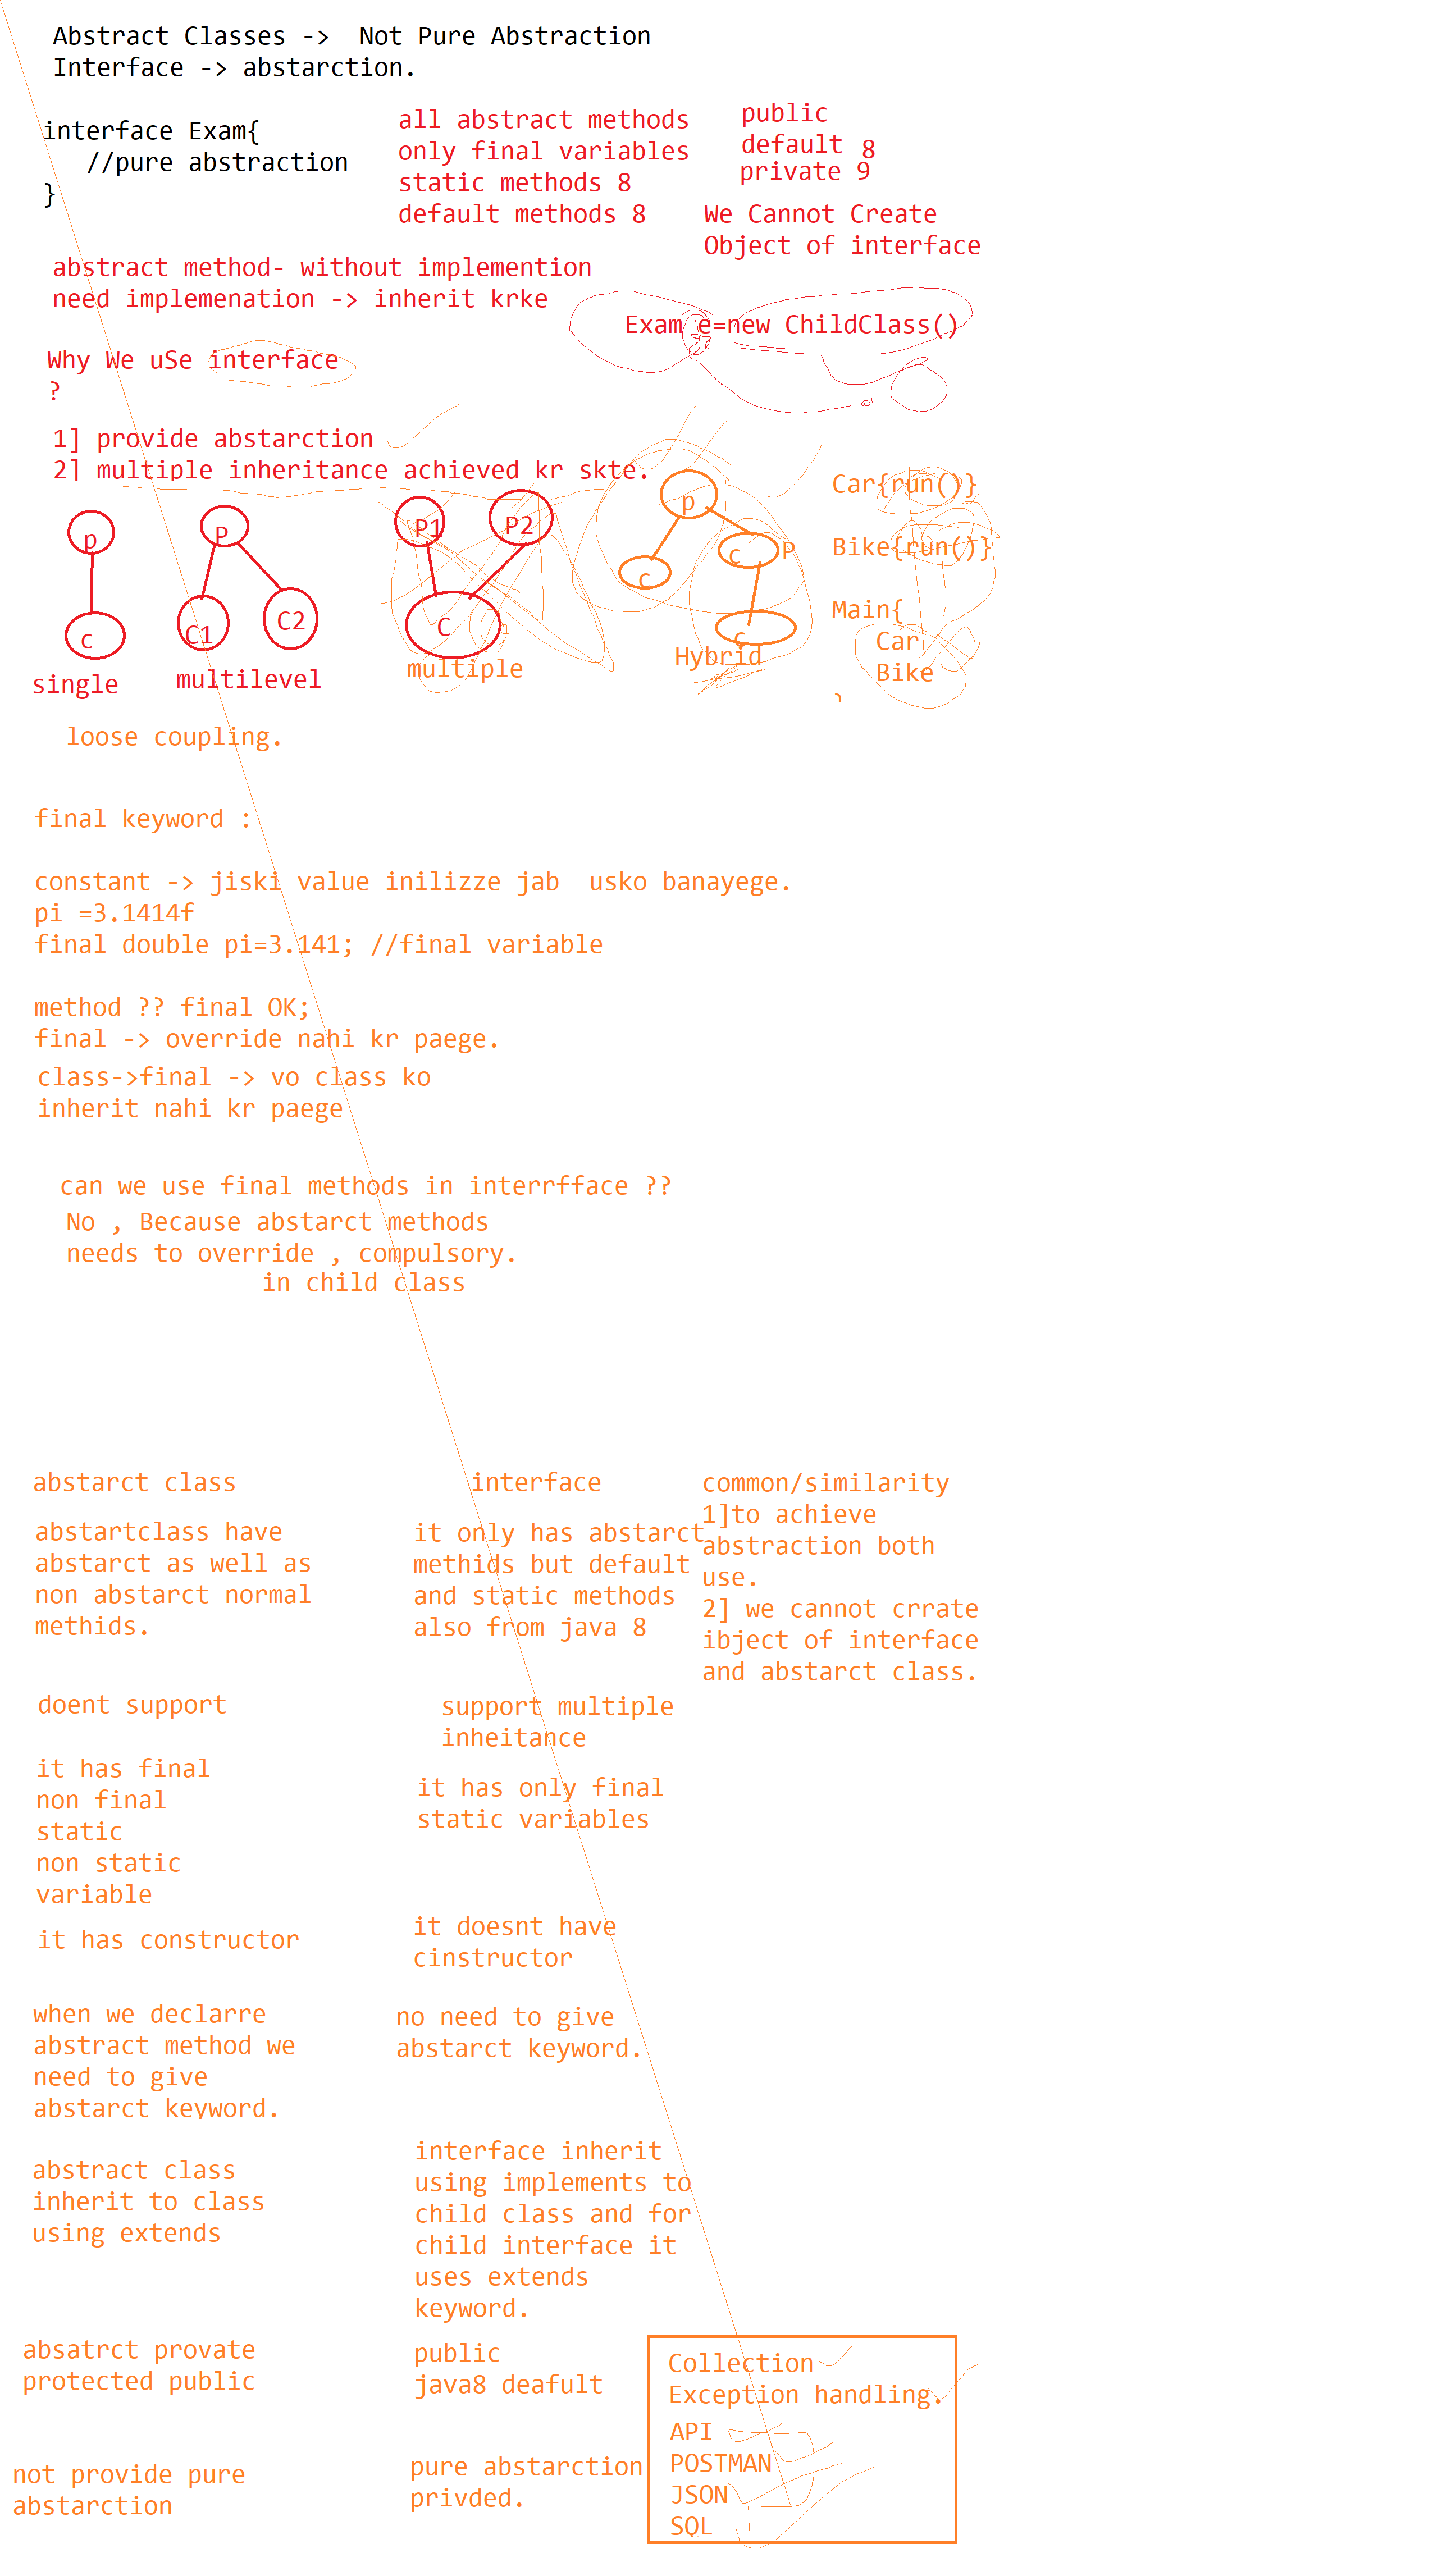 Abstract Classes ->  Not Pure Abstraction
Interface -> abstarction.
interface Exam{
//pure abstraction
}
all abstract methods
only final variables
static methods 8
default methods 8
public
default 8
private 9
We Cannot Create
Object of interface
abstract method- without implemention
need implemenation -> inherit krke
Exam e=new ChildClass()
Why We uSe interface
?
1] provide abstarction
2] multiple inheritance achieved kr skte.
p
c
single
P
C1
C2
multilevel
P1
P2
C
multiple
p
c
c P
c
Hybrid
Car{run()}
Bike{run()}
Main{
Car
Bike
}
loose coupling.
final keyword :
constant -> jiski value inilizze jab  usko banayege.
pi =3.1414f
final double pi=3.141; //final variable
method ?? final OK;
final -> override nahi kr paege.
class->final -> vo class ko
inherit nahi kr paege
can we use final methods in interrfface ??
No , Because abstarct methods
needs to override , compulsory.
in child class
abstarct class
abstartclass have
abstarct as well as
non abstarct normal
methids.
doent support
it has final
non final
static
non static
variable
it has constructor
when we declarre
abstract method we
need to give
abstarct keyword.
abstract class
inherit to class
using extends
absatrct provate
protected public
not provide pure
abstarction
interface
it only has abstarct
methids but default
and static methods
also from java 8
support multiple
inheitance
it has only final
static variables
it doesnt have
cinstructor
no need to give
abstarct keyword.
interface inherit
using implements to
child class and for
child interface it
uses extends
keyword.
public
java8 deafult
pure abstarction
privded.
common/similarity
1]to achieve
abstraction both
use.
2] we cannot crrate
ibject of interface
and abstarct class.
Collection
Exception handling.
API
POSTMAN
JSON
SQL